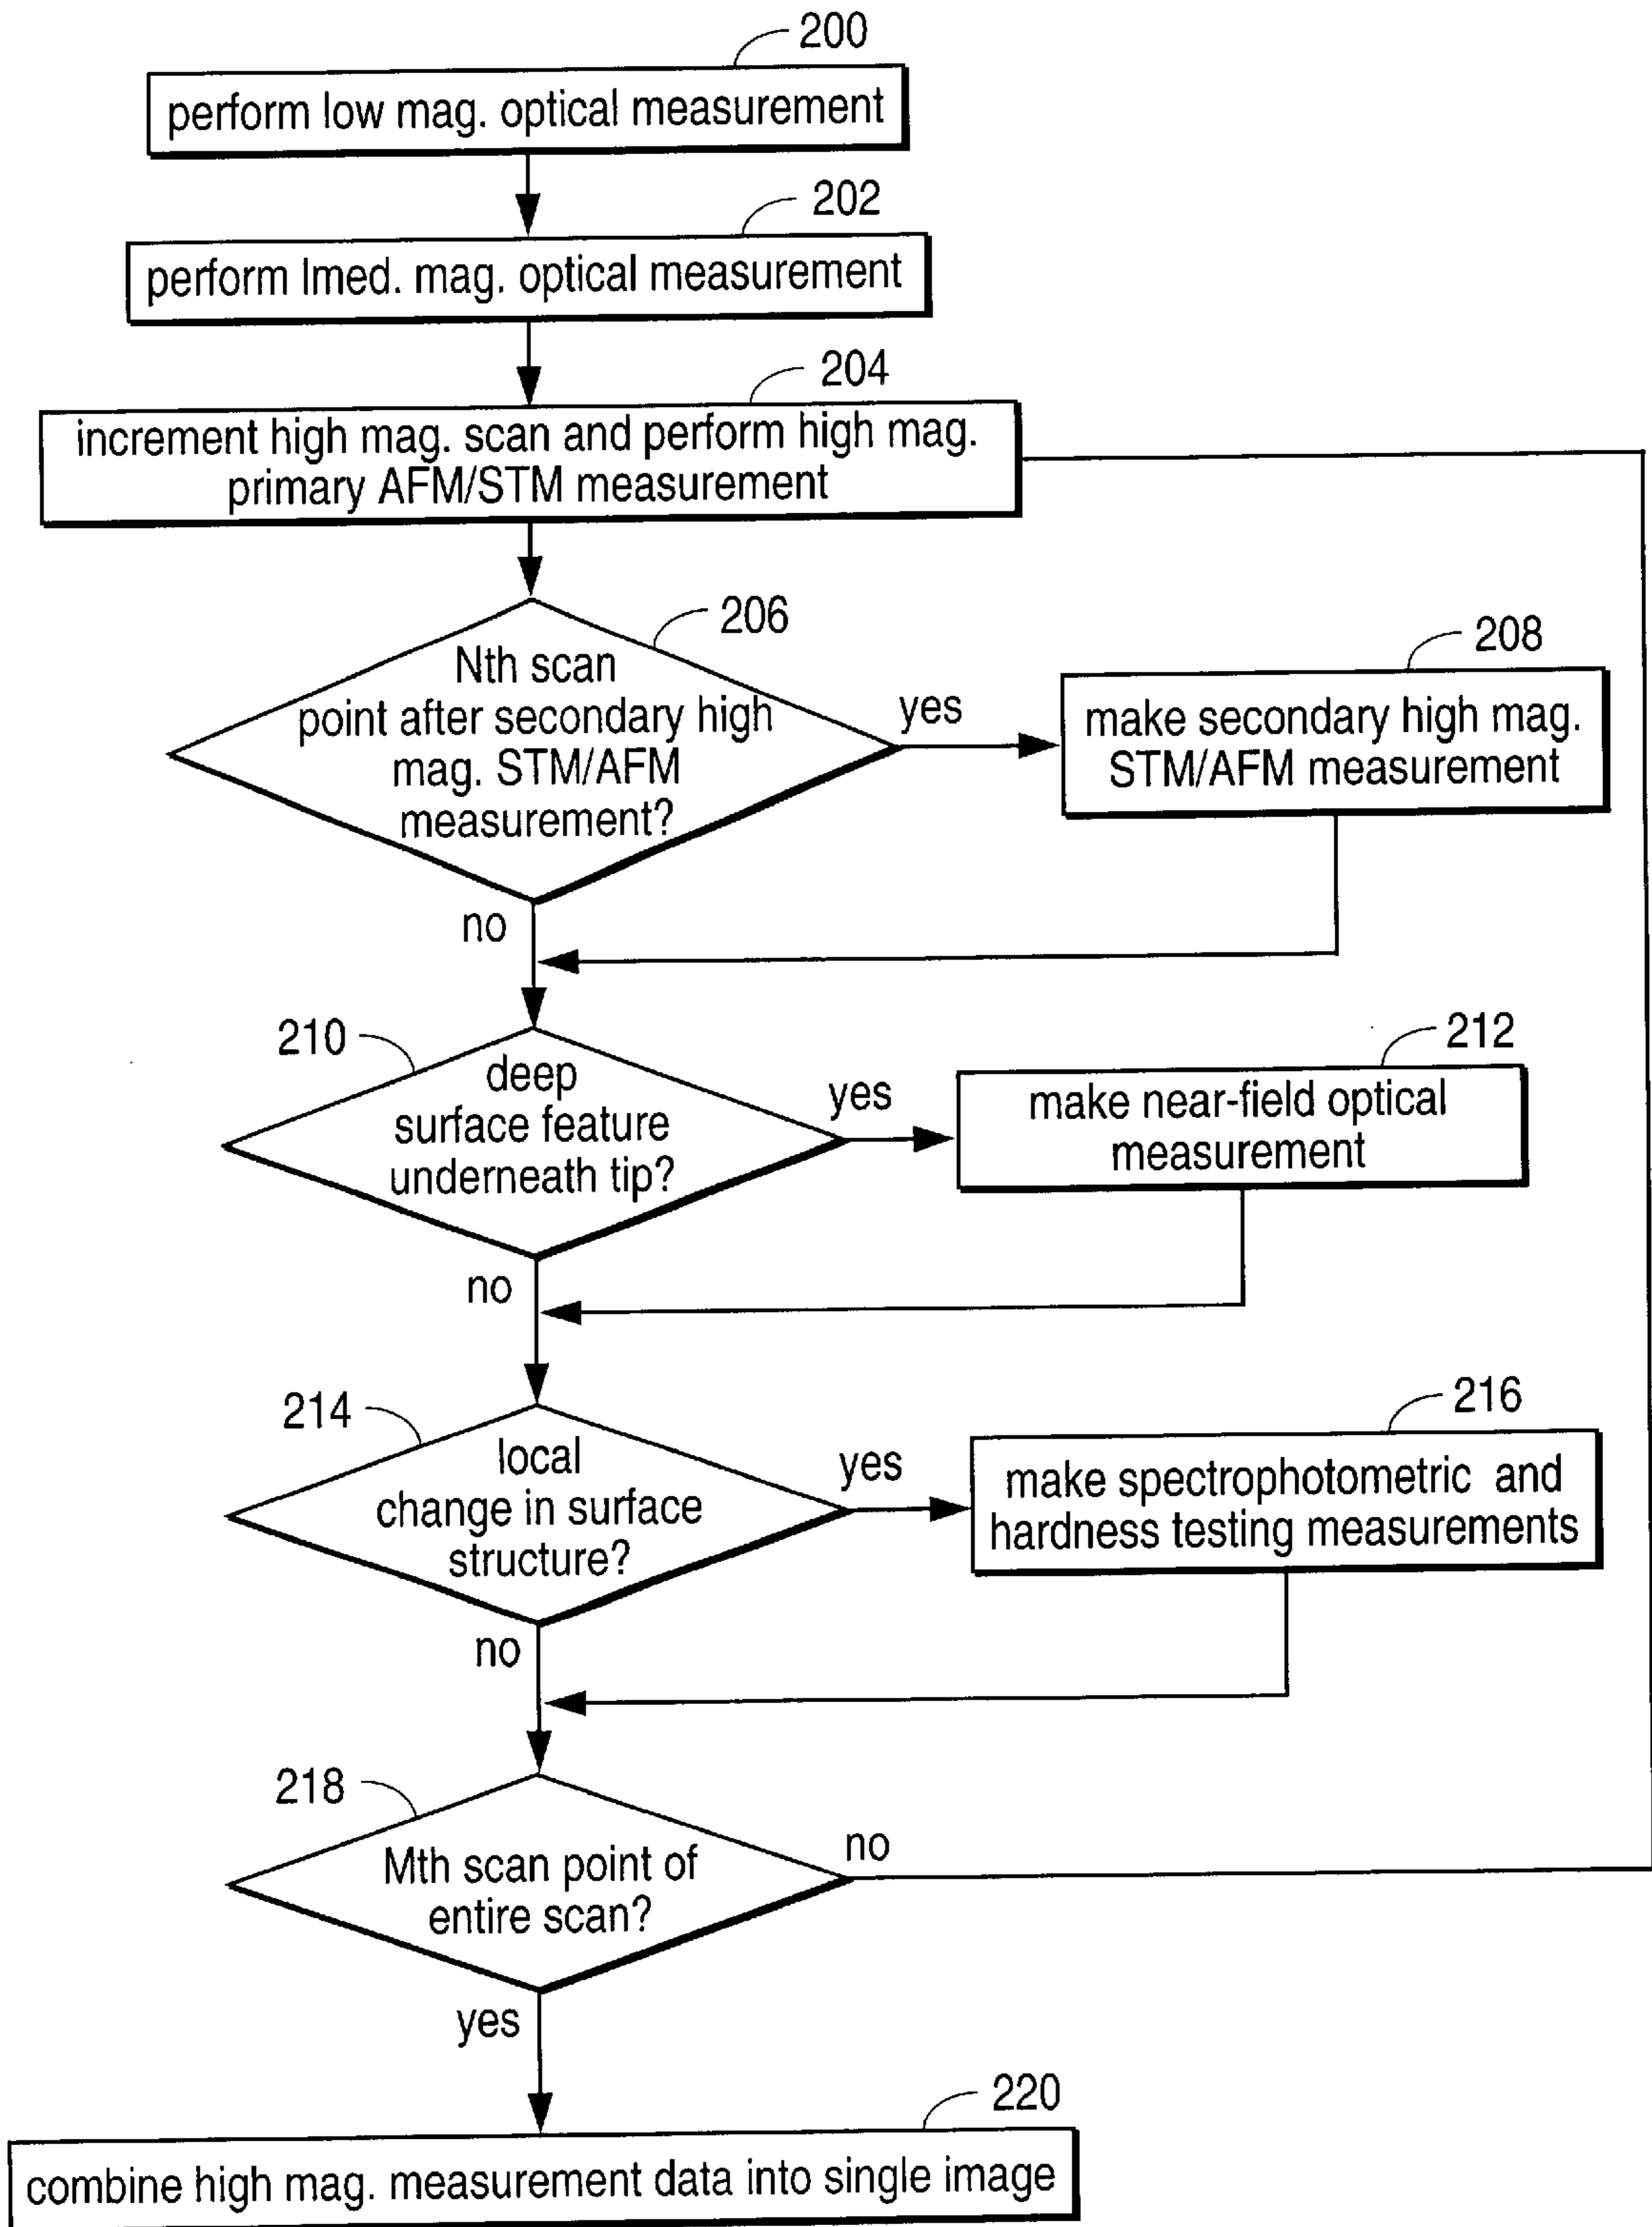 200
perform low mag. optical measurement
202
perform Imed. mag. optical measurement
204
increment high mag. scan and perform high mag.
primary AFM/STM measurement
206
Nth scan
point after secondary high
mag. STM/AFM
measurement?
yes
208
make secondary high mag.
STM/AFM measurement
no
210
deep
surface feature
underneath tip?
yes
212
make near-field optical
measurement
no
214
local
change in surface
structure?
yes
216
make spectrophotometric and
hardness testing measurements
no
218
Mth scan point of
entire scan?
no
yes
220
combine high mag. measurement data into single image